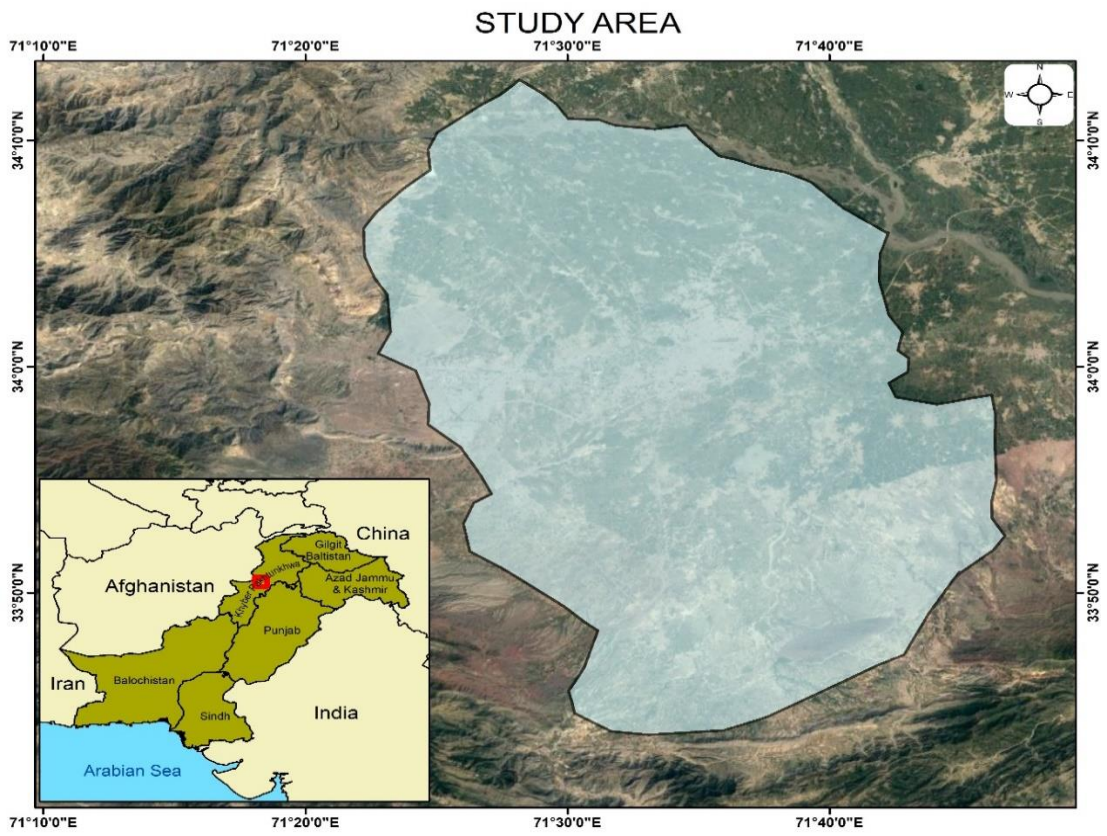 STUDY AREA
71°10'0"E 71°20'0"E 71°30'0"E 71°40'0"E
N
W E
S
34°10'0"N 34°10'0"N
34°0'0"N 34°0'0"N
33°50'0"N 33°50'0"N
China
Gilgit
Baltistan
Afghanistan
Khyber
Azad Jammu
& Kashmir
Punjab
Iran
Balochistan
India
Sindh
Arabian Sea
71°10'0"E 71°20'0"E 71°30'0"E 71°40'0"E